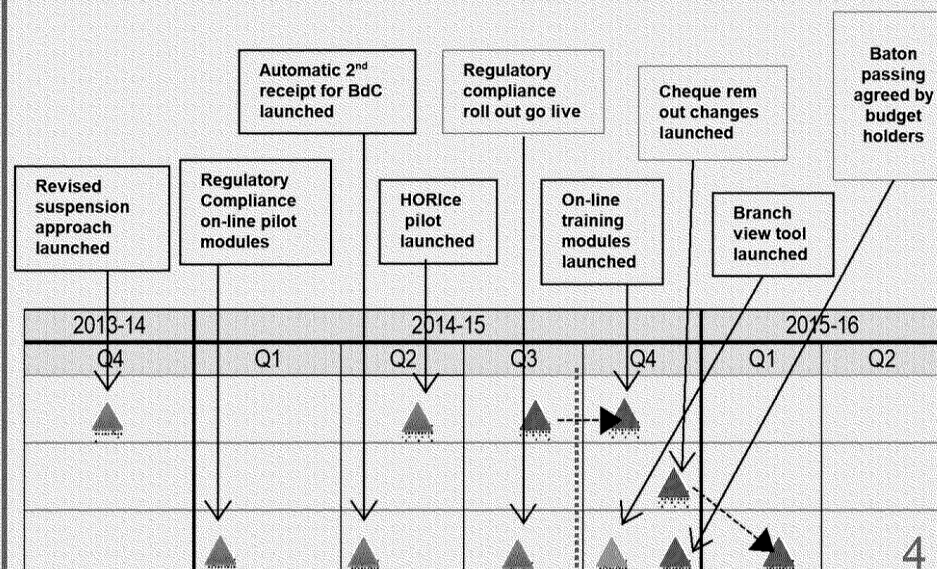 Revised
suspension
approach
launched
Regulatory
Compliance
on-line pilot
modules
Automatic 2nd
receipt for BdC
launched
HORIce
pilot
launched
Regulatory
compliance
roll out go live
On-line
training
modules
launched
Cheque rem
out changes
launched
Branch
view tool
launched
Baton
passing
agreed by
budget
holders
2013-14 2014-15 2015-16
Q4 Q1 Q2 Q3 Q4 Q1 Q2
4